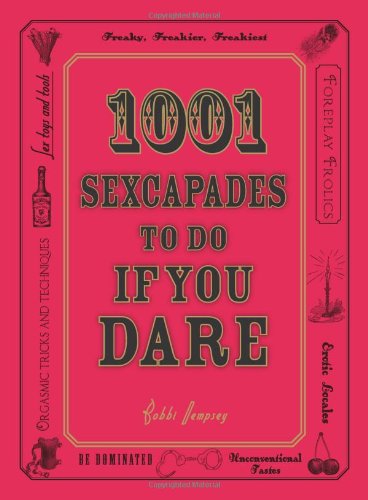 Freaky, Freakier, Freakiest
Sex toys and tools
FOREPLAY FROLICS
1001
SEXCAPADES
TO DO
IF YOU
DARE
ORGASMIC TRICKS AND TECHNIQUES
Erotic Locales
Bobbi Dempsey
BE DOMINATED
Unconventional
Tastes